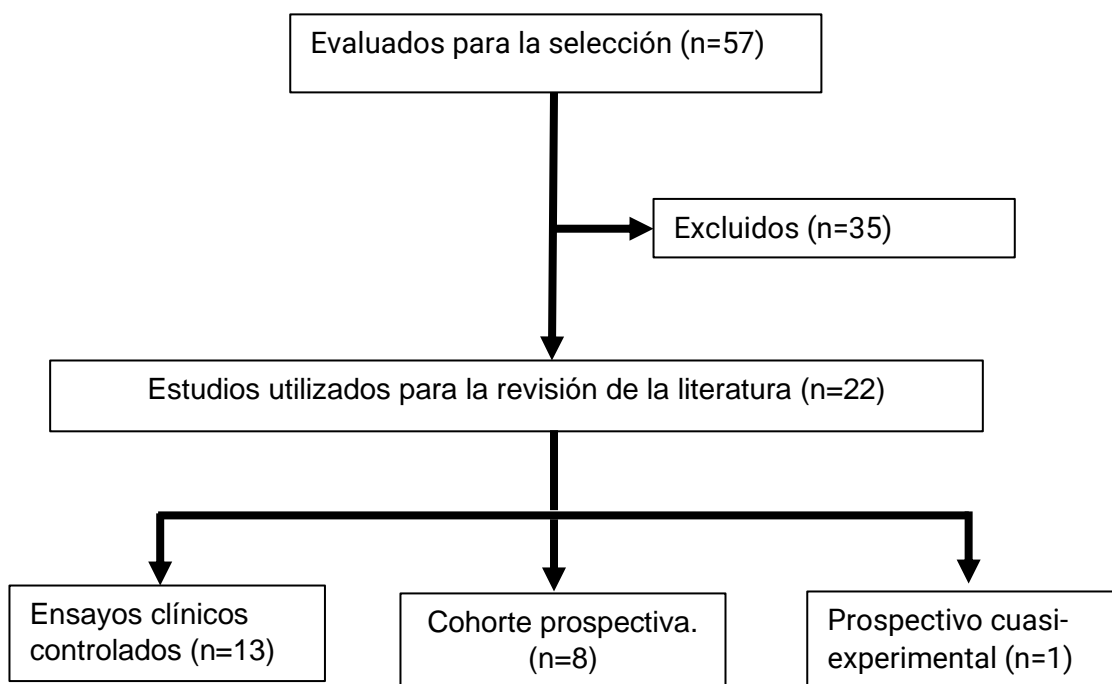 Evaluados para la selección (n=57)
Excluidos (n=35)
Estudios utilizados para la revisión de la literatura (n=22)
Ensayos clínicos
controlados (n=13)
Cohorte prospectiva.
(n=8)
Prospectivo cuasi-
experimental (n=1)